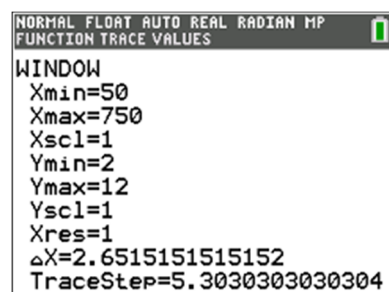 NORMAL FLOAT AUTO REAL RADIAN MP
FUNCTION TRACE VALUES
WINDOW
Xmin=50
Xmax=750
Xscl=1
Ymin=2
Ymax=12
Yscl=1
Xres=1
△X=2.6515151515152
TraceStep=5.3030303030304